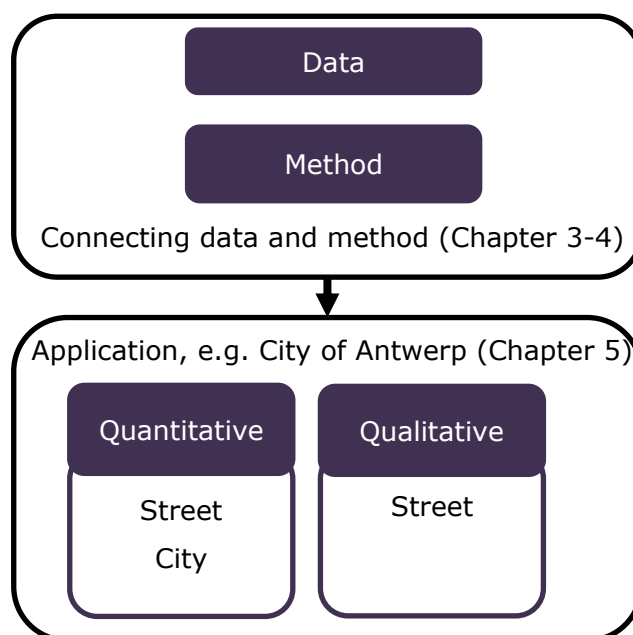 Data
Method
Connecting data and method (Chapter 3-4)
Application, e.g. City of Antwerp (Chapter 5)
Quantitative
Qualitative
Street
City
Street